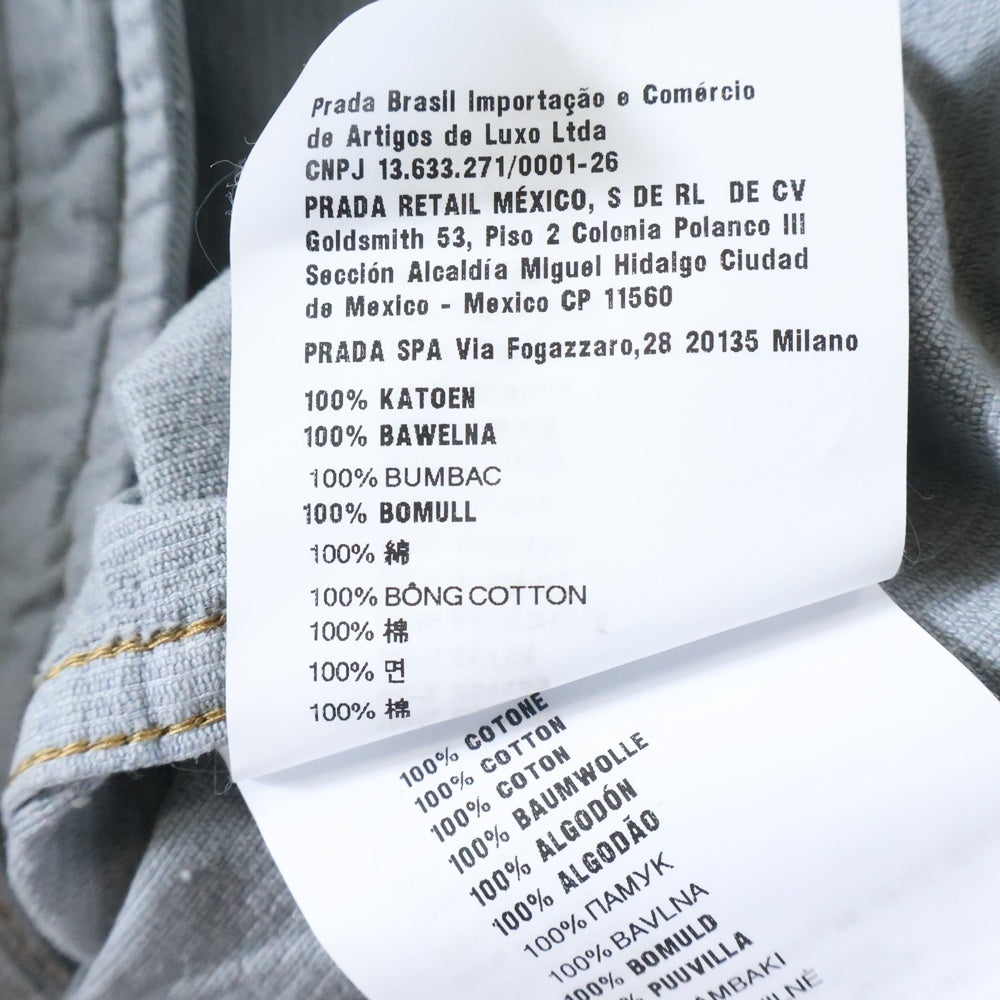 Prada Brasil Importação e Comércio
de Artigos de Luxo Ltda
CNPJ 13.633.271/0001-26
PRADA RETAIL MÉXICO, S DE RL DE CV
Goldsmith 53, Piso 2 Colonia Polanco III
Sección Alcaldía Miguel Hidalgo Ciudad
de Mexico - Mexico CP 11560
PRADA SPA Via Fogazzaro,28 20135 Milano
100% KATOEN
100% BAWELNA
100% BUMBAC
100% BOMULL
100% 綿
100% BÔNG COTTON
100% 棉
100% 면
100% 棉
100% COTONE
100% COTTON
100% COTON
100% BAUMWOLLE
100% ALGODÓN
100% ALGODÃO
100% ПАМУК
100% BAVLNA
100% BOMULD
PUUVILLA